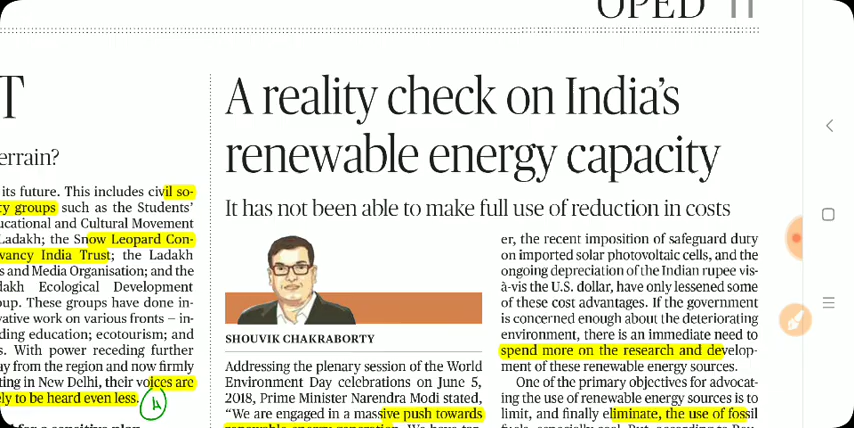 OPED 11
T
errain?
its future. This includes civil so-
ty groups such as the Students'
ucational and Cultural Movement
Ladakh; the Snow Leopard Con-
vancy India Trust; the Ladakh
s and Media Organisation; and the
dakh Ecological Development
oup. These groups have done in-
vative work on various fronts – in-
ding education; ecotourism; and
s. With power receding further
ay from the region and now firmly
ting in New Delhi, their voices are
ely to be heard even less.
A reality check on India's
renewable energy capacity
It has not been able to make full use of reduction in costs
SHOUVIK CHAKRABORTY
Addressing the plenary session of the World
Environment Day celebrations on June 5,
2018, Prime Minister Narendra Modi stated,
“We are engaged in a massive push towards
renewable energy generation. We have
er, the recent imposition of safeguard duty
on imported solar photovoltaic cells, and the
ongoing depreciation of the Indian rupee vis-
à-vis the U.S. dollar, have only lessened some
of these cost advantages. If the government
is concerned enough about the deteriorating
environment, there is an immediate need to
spend more on the research and develop-
ment of these renewable energy sources.
One of the primary objectives for advocat-
ing the use of renewable energy sources is to
limit, and finally eliminate, the use of fossil